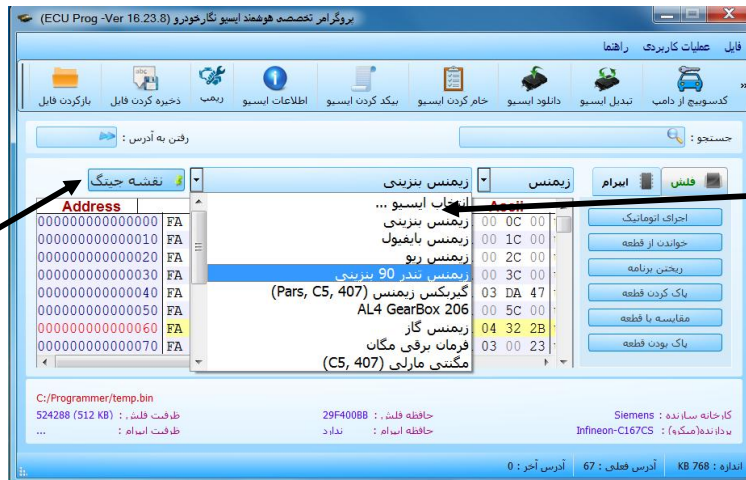 پروگرامر تخصصی هوشمند ایسیو نگارخودرو (ECU Prog -Ver 16.23.8)
فایل عملیات کاربردی راهنما
کدسوییچ از دامپ تبدیل ایسیو دانلود ایسیو خام کردن ایسیو بیکد کردن ایسیو اطلاعات ایسیو ریمپ ذخیره کردن فایل بازکردن فایل
جستجو : رفتن به آدرس :
فلش ایپرام زیمنس زیمنس بنزینی نقشه جیتگ
انتخاب ایسیو ...
زیمنس بنزینی
زیمنس بایفیول
زیمنس ریو
زیمنس تندر 90 بنزینی
گیربکس زیمنس (Pars, C5, 407)
AL4 GearBox 206
زیمنس گاز
فرمان برقی مگان
مگنتی مارلی (C5, 407)
اجرای اتوماتیک
خواندن از قطعه
ریختن برنامه
پاک کردن قطعه
مقایسه با قطعه
پاک بودن قطعه
Address Ascii
0000000000000000 FA 00 0C 00
0000000000000010 FA 00 1C 00
0000000000000020 FA 00 2C 00
0000000000000030 FA 00 3C 00
0000000000000040 FA 03 DA 47
0000000000000050 FA 00 5C 00
0000000000000060 FA 04 32 2B
0000000000000070 FA 03 00 23
C:/Programmer/temp.bin
کارخانه سازنده : Siemens حافظه فلش : 29F400BB ظرفیت فلش : 524288 (512 KB)
پردازنده(میکرو) : Infineon-C167CS حافظه ایپرام : ندارد ظرفیت ایپرام : ...
اندازه : 768 KB آدرس فعلی : 67 آدرس آخر : 0